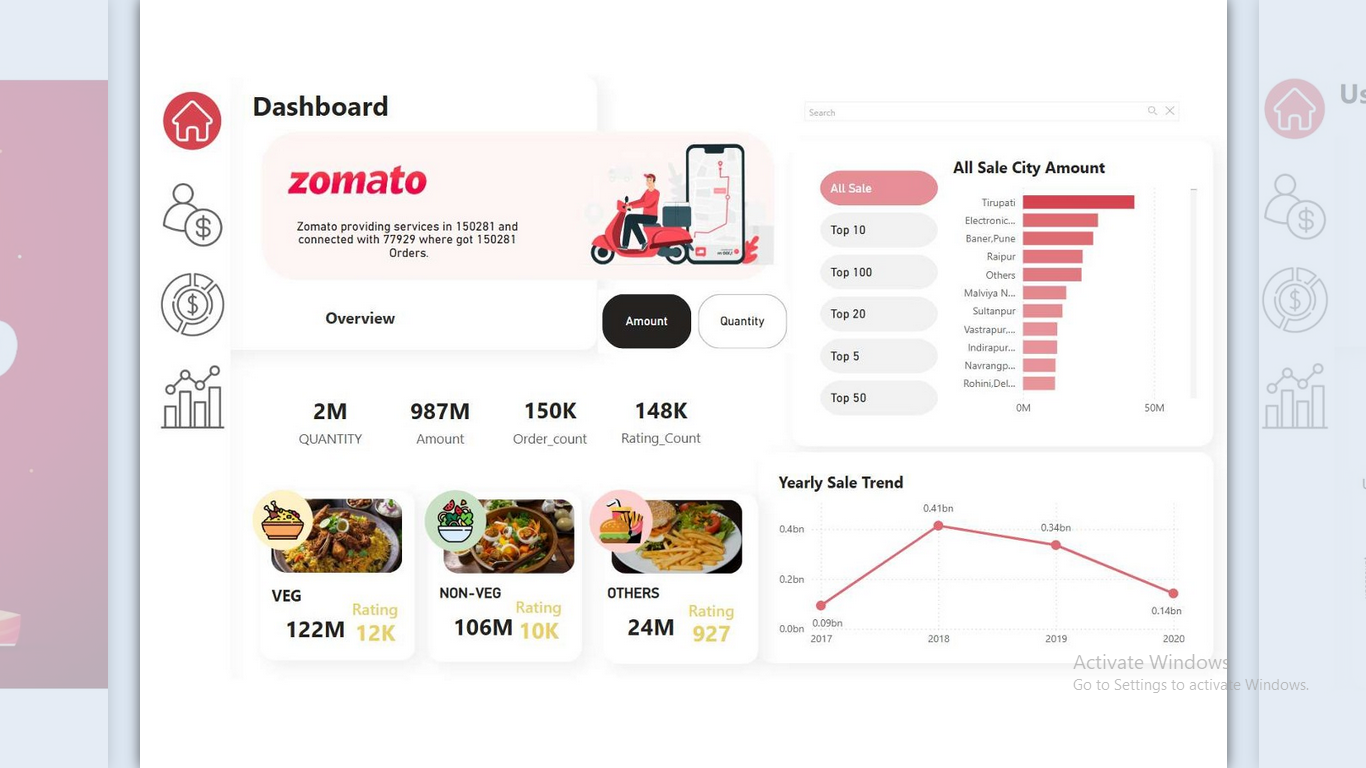 Dashboard
zomato
Zomato providing services in 150281 and
connected with 77929 where got 150281
Orders.
Overview
Amount
Quantity
2M
QUANTITY
987M
Amount
150K
Order_count
148K
Rating_Count
VEG
122M
Rating
12K
NON-VEG
106M
Rating
10K
OTHERS
24M
Rating
927
Search
All Sale
Top 10
Top 100
Top 20
Top 5
Top 50
All Sale City Amount
Tirupati
Electronic...
Baner,Pune
Raipur
Others
Malviya N...
Sultanpur
Vastrapur,...
Indirapur...
Navrangp...
Rohini,Del...
0M 50M
Yearly Sale Trend
0.4bn
0.2bn
0.0bn
0.09bn
0.41bn
0.34bn
0.14bn
2017 2018 2019 2020
Activate Windows
Go to Settings to activate Windows.
Us